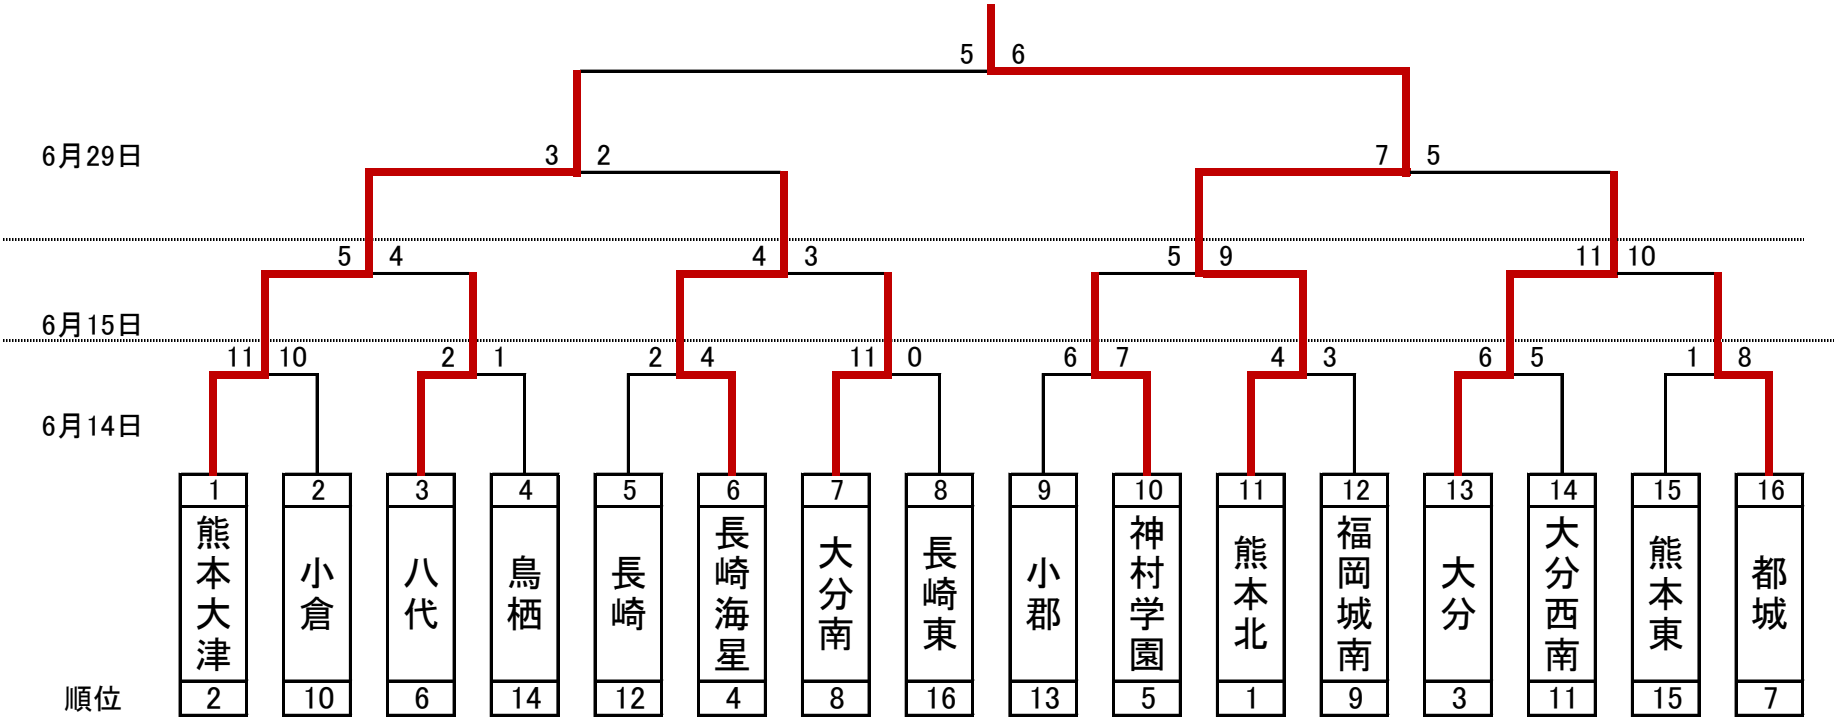 5 6
6月29日 3 2 7 5
5 4 4 3 5 9 11 10
6月15日
11 10 2 1 2 4 11 0 6 7 4 3 6 5 1 8
6月14日
1 2 3 4 5 6 7 8 9 10 11 12 13 14 15 16
熊本大津
小倉
八代
鳥栖
長崎
長崎海星
大分南
長崎東
小郡
神村学園
熊本北
福岡城南
大分
大分西南
熊本東
都城
順位 2 10 6 14 12 4 8 16 13 5 1 9 3 11 15 7